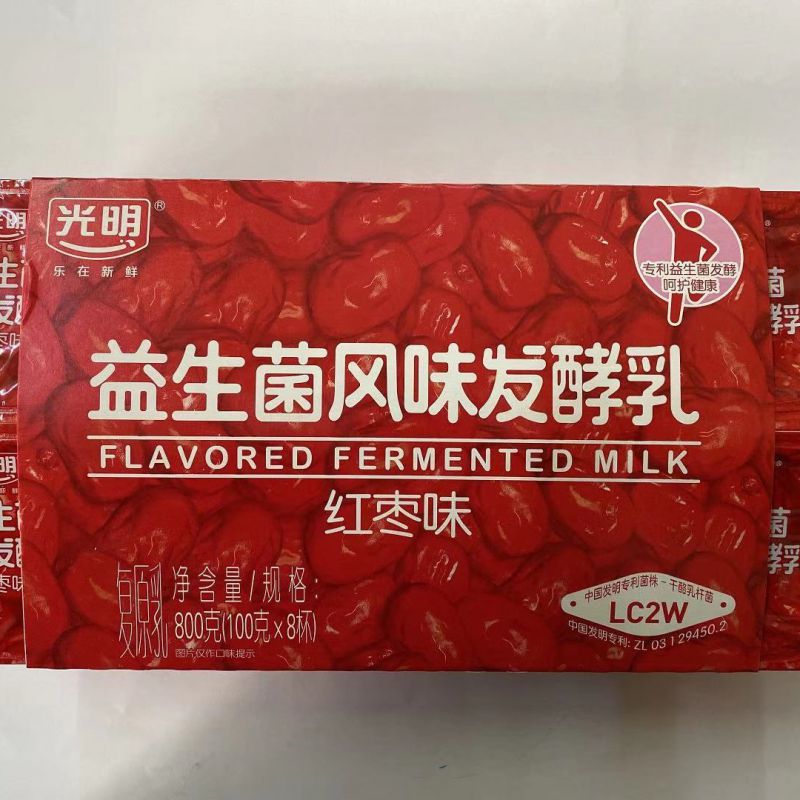 光明®
乐在新鲜
专利益生菌发酵
呵护健康
益生菌风味发酵乳
FLAVORED FERMENTED MILK
红枣味
复原乳
净含量/规格:
800克(100克x8杯)
图片仅作口味提示
中国发明专利菌株-干酪乳杆菌
LC2W
中国发明专利: ZL 03 1 29450.2